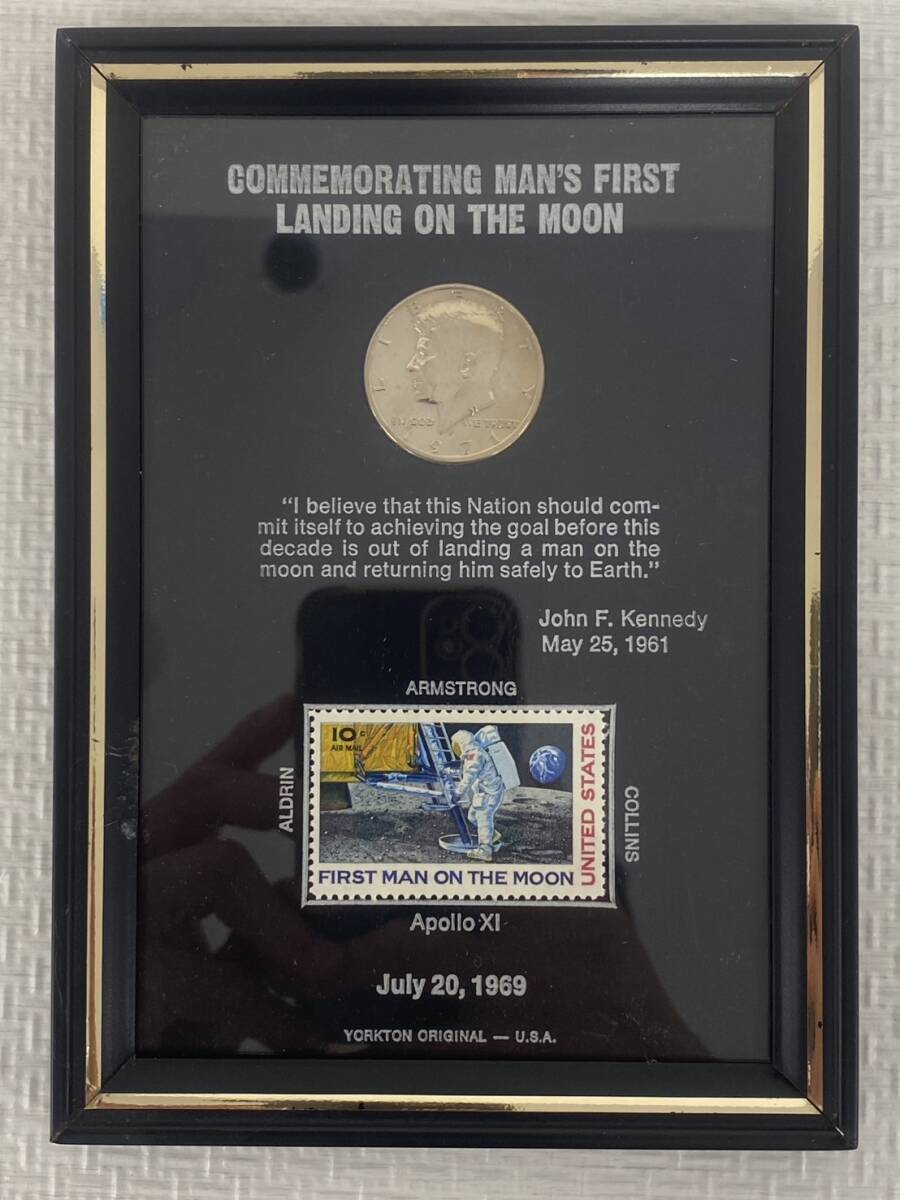 COMMEMORATING MAN'S FIRST
LANDING ON THE MOON
LIBERTY
IN GOD WE TRUST
1971
“I believe that this Nation should com-
mit itself to achieving the goal before this
decade is out of landing a man on the
moon and returning him safely to Earth.”
John F. Kennedy
May 25, 1961
ARMSTRONG
ALDRIN
10c
AIR MAIL
UNITED STATES
FIRST MAN ON THE MOON
COLLINS
Apollo XI
July 20, 1969
YORKTON ORIGINAL — U.S.A.